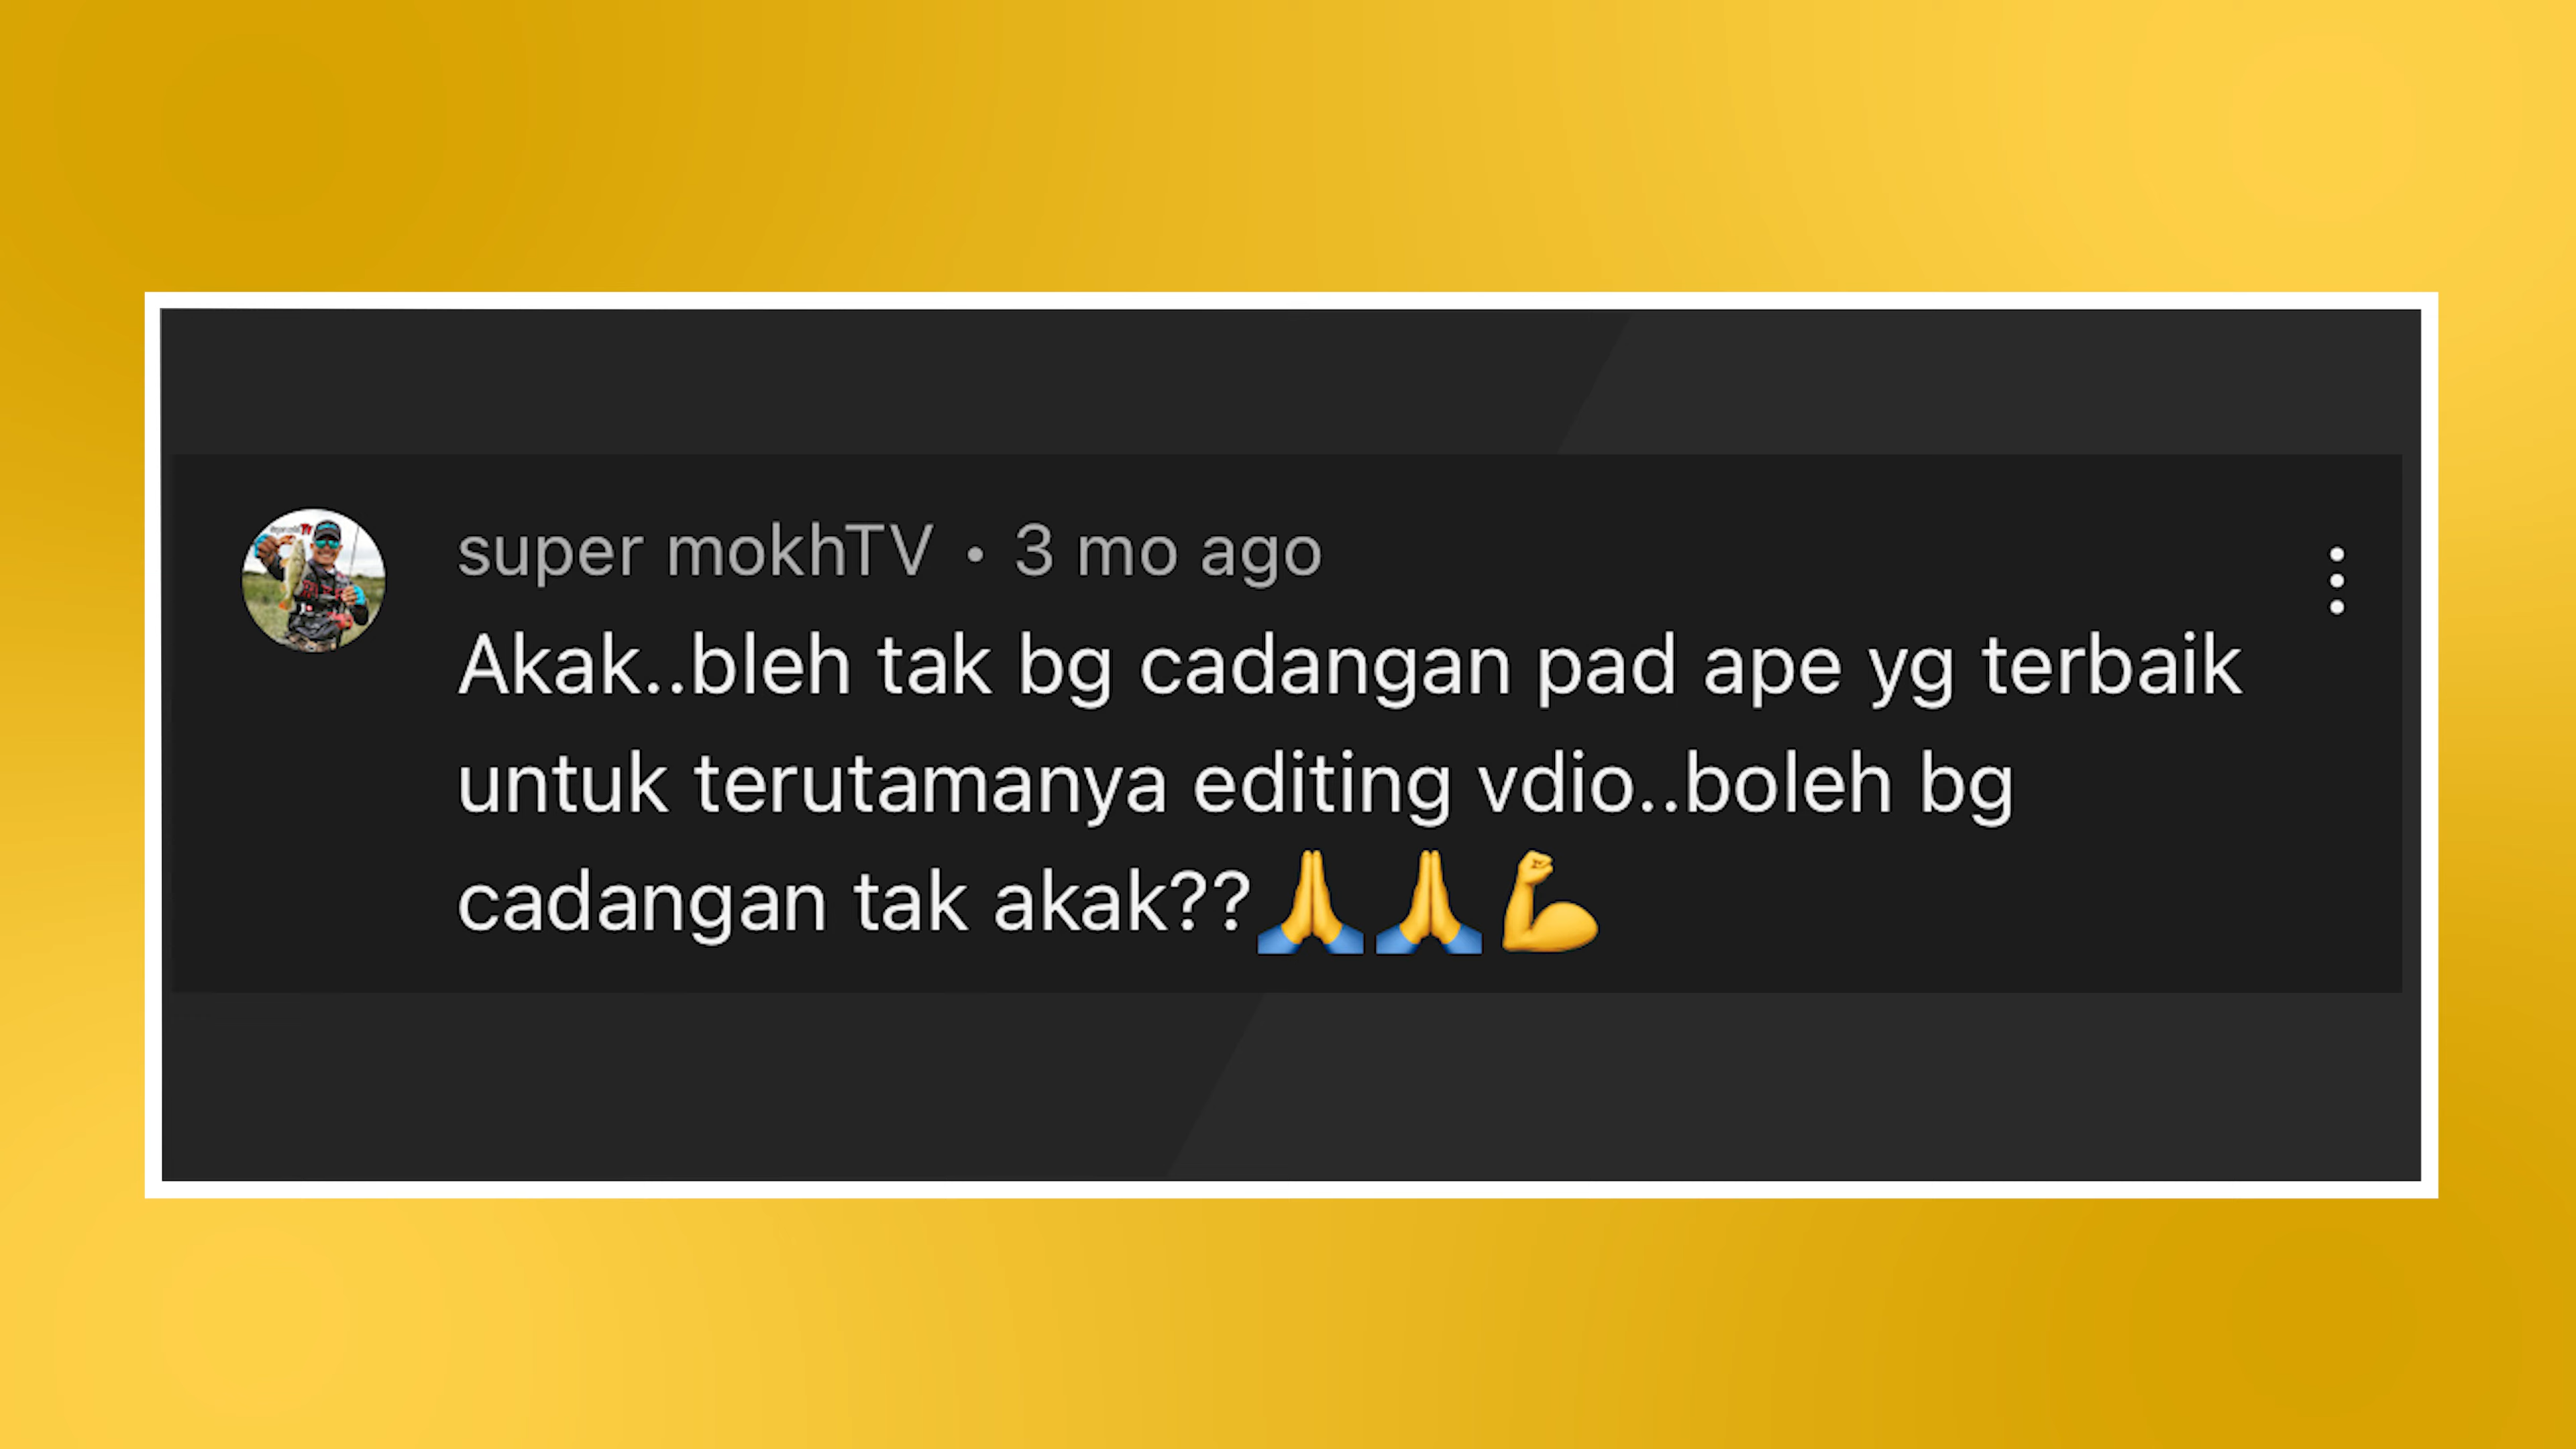 super mokhTV • 3 mo ago
Akak..bleh tak bg cadangan pad ape yg terbaik
untuk terutamanya editing vdio..boleh bg
cadangan tak akak??🙏🙏💪